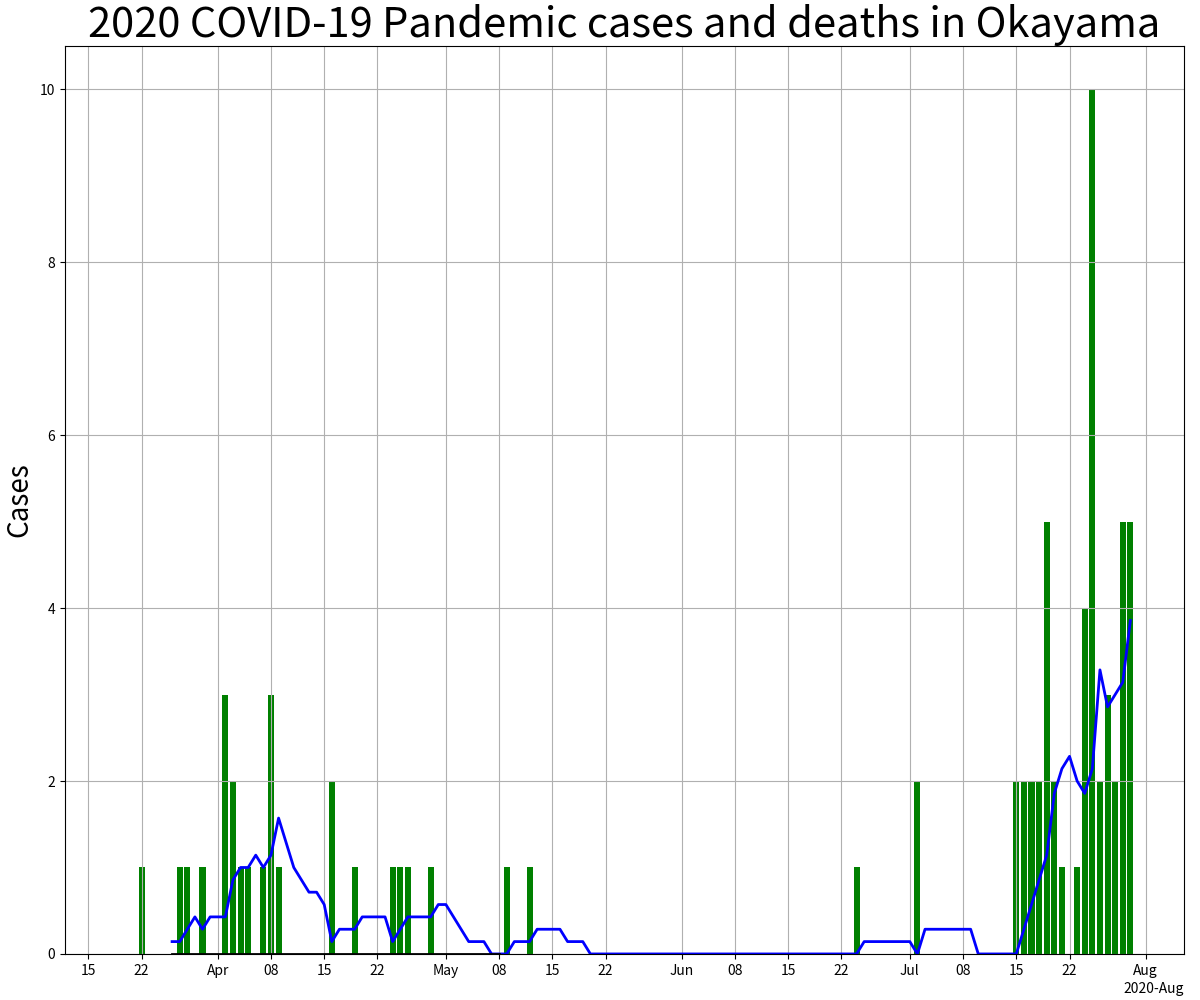 2020 COVID-19 Pandemic cases and deaths in Okayama
10
8
6
4
2
0
Cases
15 22 Apr 08 15 22 May 08 15 22 Jun 08 15 22 Jul 08 15 22 Aug
2020-Aug